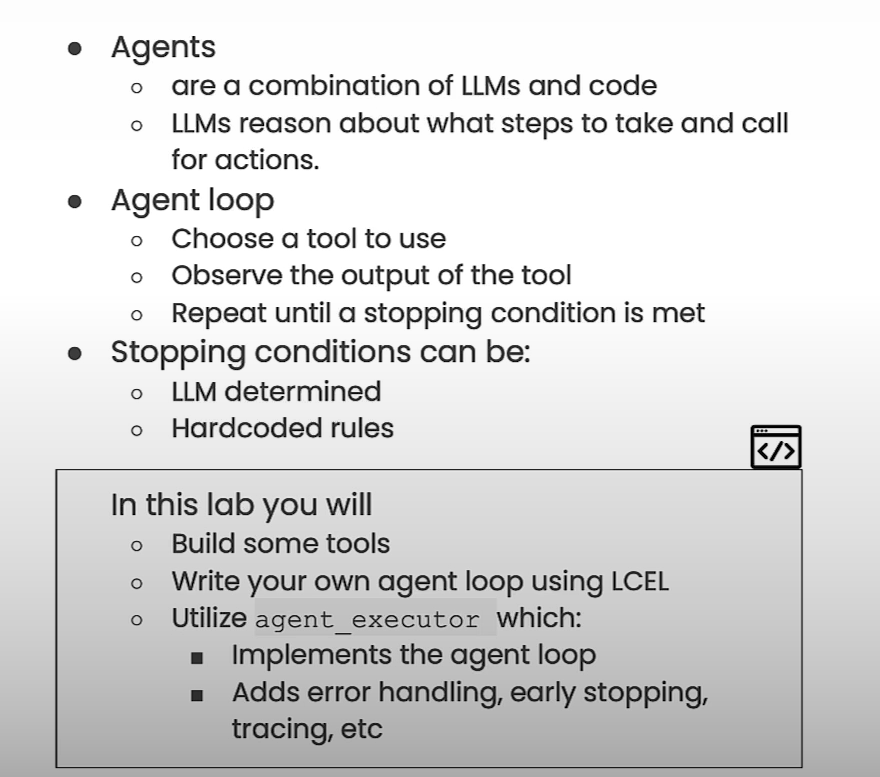 Agents
are a combination of LLMs and code
LLMs reason about what steps to take and call
for actions.
Agent loop
Choose a tool to use
Observe the output of the tool
Repeat until a stopping condition is met
Stopping conditions can be:
LLM determined
Hardcoded rules
</>
In this lab you will
Build some tools
Write your own agent loop using LCEL
Utilize agent_executor which:
Implements the agent loop
Adds error handling, early stopping,
tracing, etc